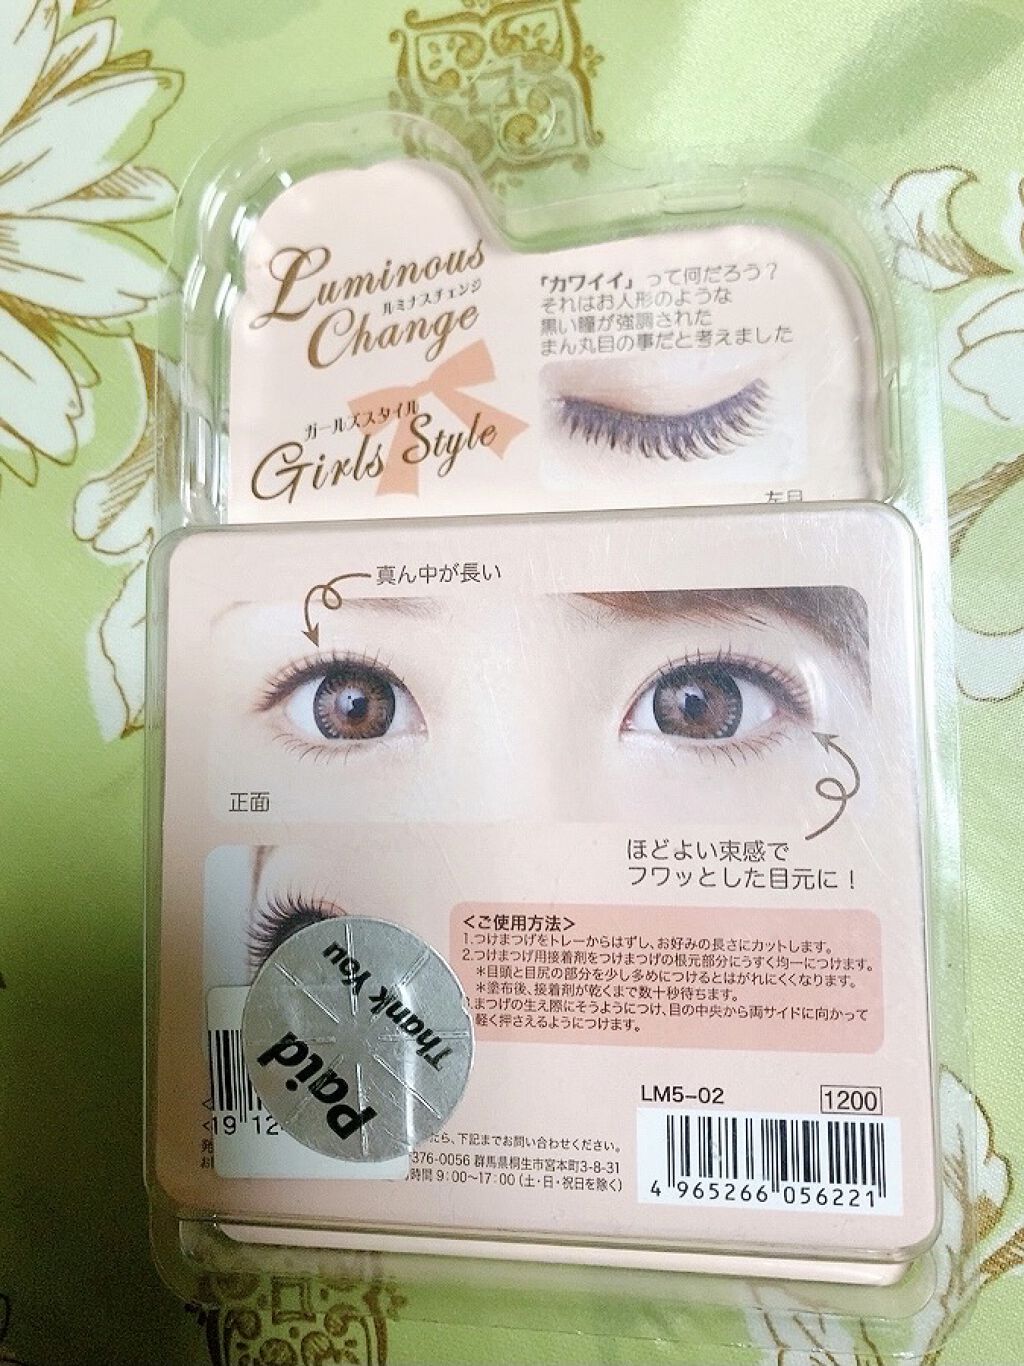 Luminous
ルミナスチェンジ
Change
ガールズスタイル
Girls Style
「カワイイ」って何だろう？
それはお人形のような
黒い瞳が強調された
まん丸目の事だと考えました
左目
真ん中が長い
正面
ほどよい束感で
フワッとした目元に！
＜ご使用方法＞
1.つけまつげをトレーからはずし、お好みの長さにカットします。
2.つけまつげ用接着剤をつけまつげの根元部分にうすく均一につけます。
＊目頭と目尻の部分を少し多めにつけるとはがれにくくなります。
＊塗布後、接着剤が乾くまで数十秒待ちます。
3.まつげの生え際にそうようにつけ、目の中央から両サイドに向かって
軽く押さえるようにつけます。
Paid
Thank You
19 12
発
お
たら、下記までお問い合わせください。
376-0056 群馬県桐生市宮本町3-8-31
時間 9:00〜17:00（土・日・祝日を除く）
LM5-02
1200
4 965266 056221